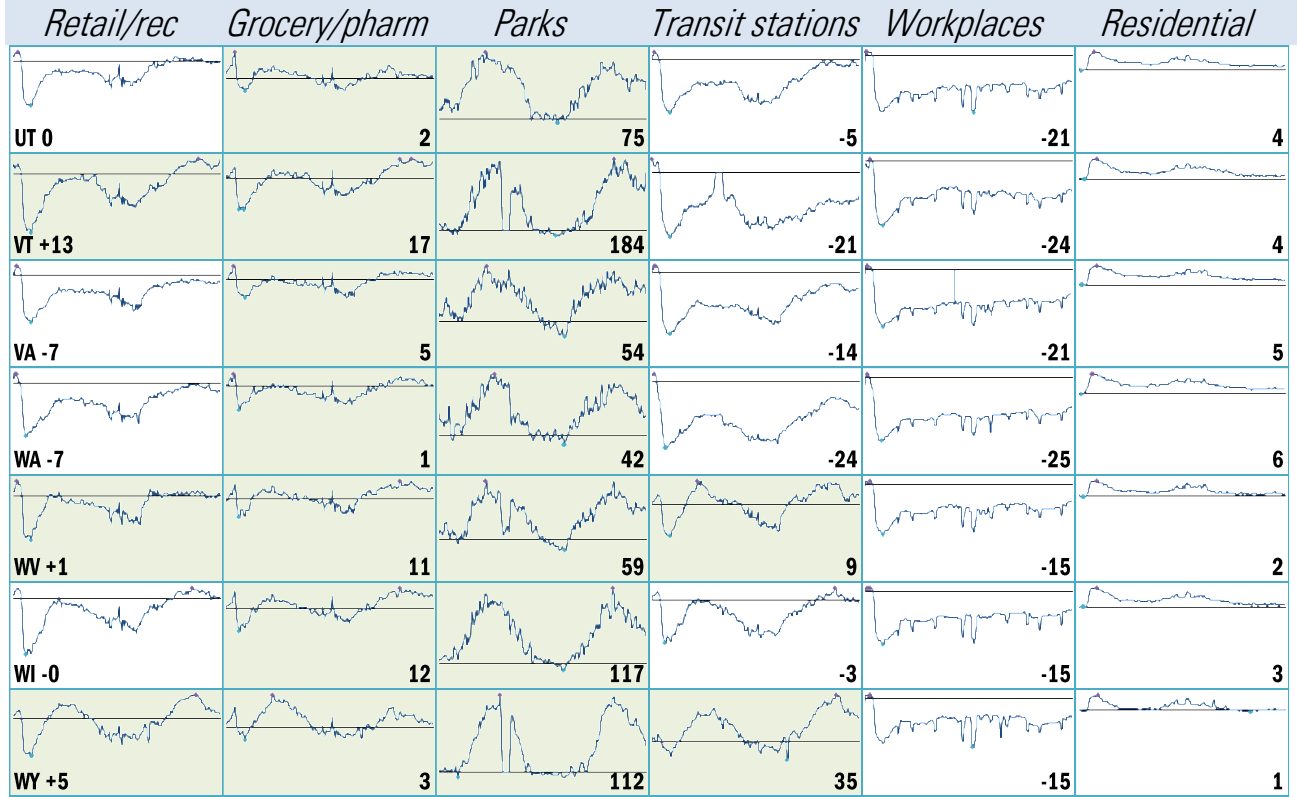 Retail/rec Grocery/pharm Parks Transit stations Workplaces Residential
UT 0 2 75 -5 -21 4
VT +13 17 184 -21 -24 4
VA -7 5 54 -14 -21 5
WA -7 1 42 -24 -25 6
WV +1 11 59 9 -15 2
WI -0 12 117 -3 -15 3
WY +5 3 112 35 -15 1